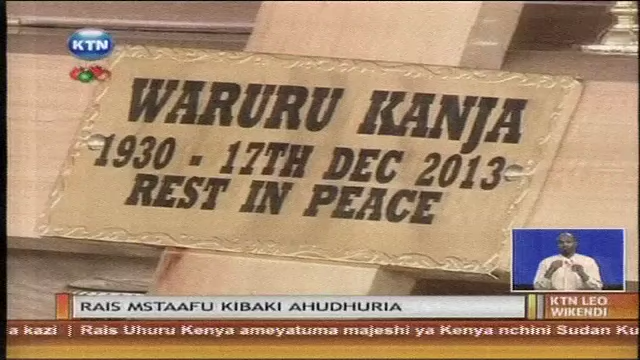 KTN
WARURU KANJA
1930 - 17TH DEC 2013
REST IN PEACE
RAIS MSTAAFU KIBAKI AHUDHURIA
KTN LEO
WIKENDI
a kazi | Rais Uhuru Kenya ameyatuma majeshi ya Kenya nchini Sudan Ku